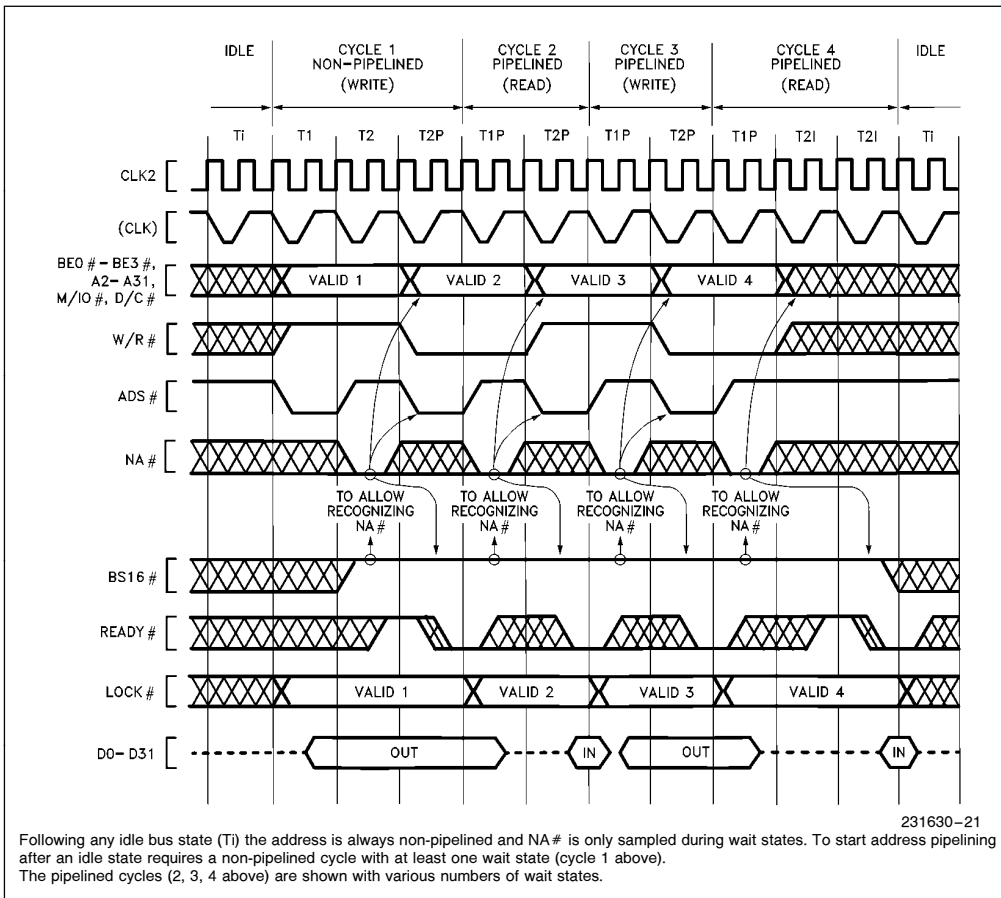 IDLE
CYCLE 1
NON-PIPELINED
(WRITE)
CYCLE 2
PIPELINED
(READ)
CYCLE 3
PIPELINED
(WRITE)
CYCLE 4
PIPELINED
(READ)
IDLE
Ti T1 T2 T2P T1P T2P T1P T2P T1P T2I T2I Ti
CLK2
(CLK)
BE0 # – BE3 #,
A2– A31,
M/IO #, D/C #
VALID 1 VALID 2 VALID 3 VALID 4
W/R #
ADS #
NA #
TO ALLOW
RECOGNIZING
NA #
TO ALLOW
RECOGNIZING
NA #
TO ALLOW
RECOGNIZING
NA #
TO ALLOW
RECOGNIZING
NA #
BS16 #
READY #
LOCK #
VALID 1 VALID 2 VALID 3 VALID 4
D0– D31
OUT IN OUT IN
231630–21
Following any idle bus state (Ti) the address is always non-pipelined and NA# is only sampled during wait states. To start address pipelining
after an idle state requires a non-pipelined cycle with at least one wait state (cycle 1 above).
The pipelined cycles (2, 3, 4 above) are shown with various numbers of wait states.